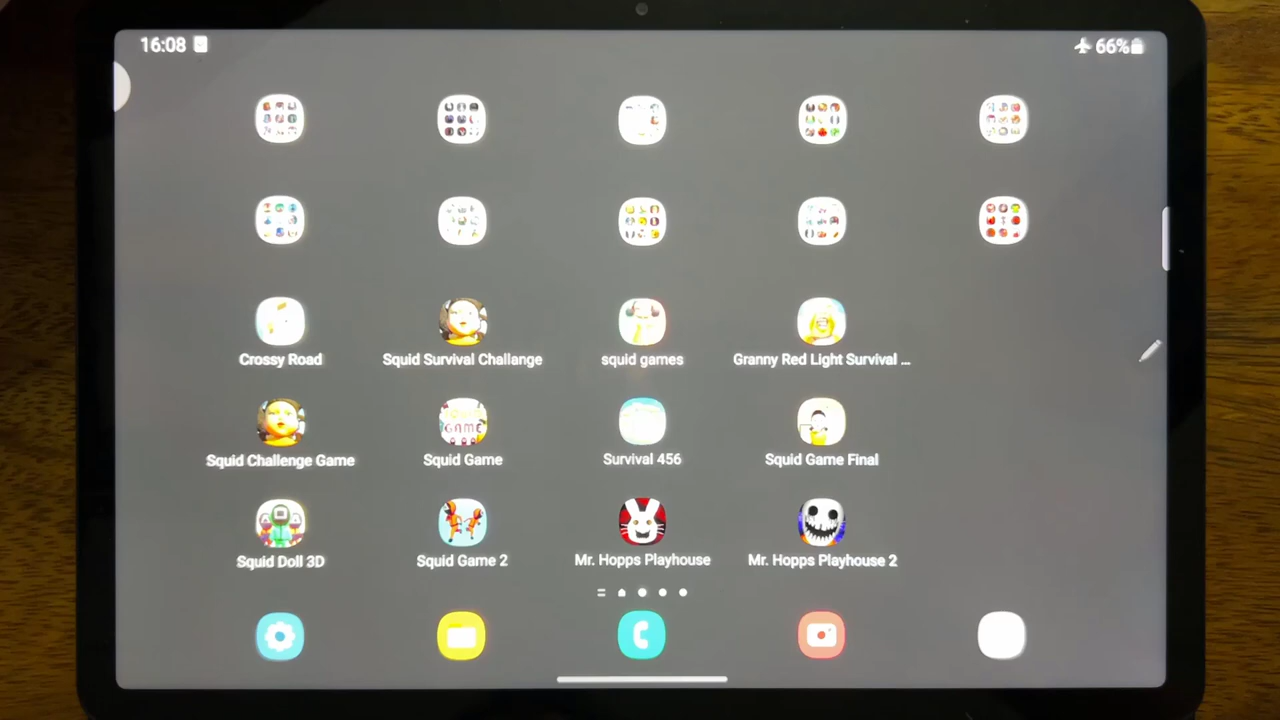 16:08
66%
Crossy Road
Squid Survival Challange
squid games
Granny Red Light Survival ...
GAME
Squid Challenge Game
Squid Game
Survival 456
Squid Game Final
Squid Doll 3D
Squid Game 2
Mr. Hopps Playhouse
Mr. Hopps Playhouse 2